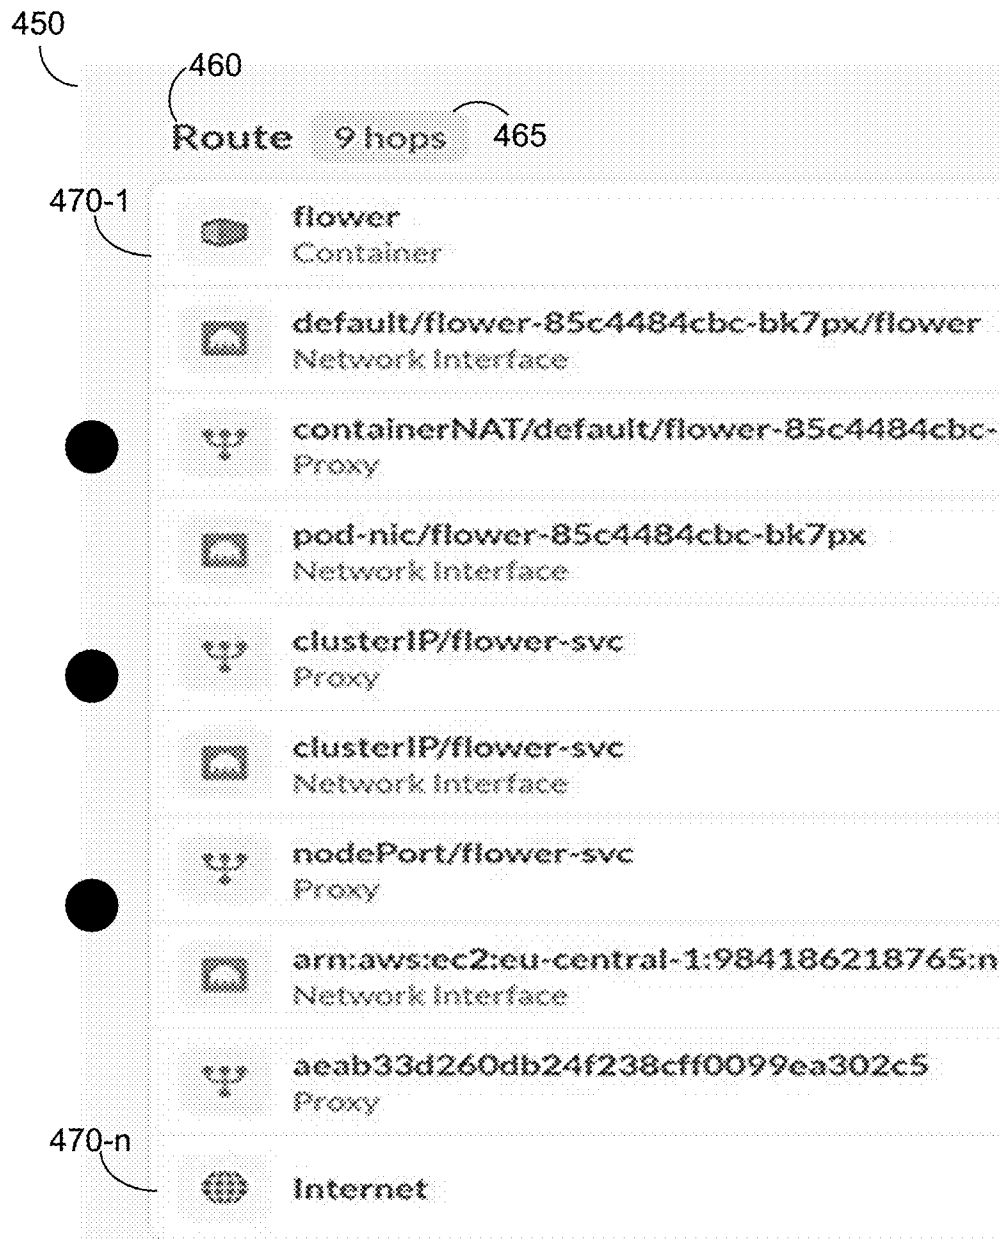 450
460
Route 9 hops 465
470-1
flower
Container
default/flower-85c4484cbc-bk7px/flower
Network Interface
containerNAT/default/flower-85c4484cbc-
Proxy
pod-nic/flower-85c4484cbc-bk7px
Network Interface
clusterIP/flower-svc
Proxy
clusterIP/flower-svc
Network Interface
nodePort/flower-svc
Proxy
arn:aws:ec2:eu-central-1:984186218765:n
Network Interface
aeab33d260db24f238cff0099ea302c5
Proxy
470-n
Internet